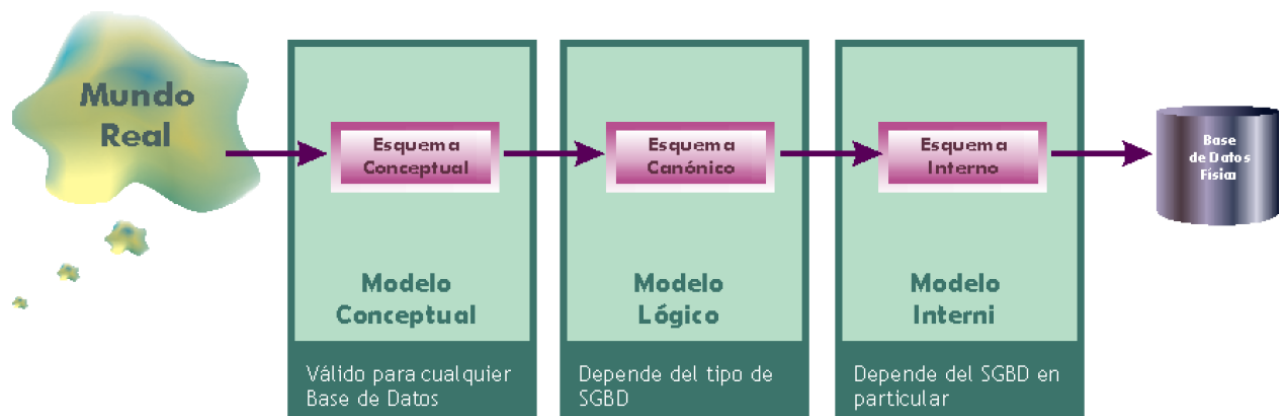 Mundo
Real
Esquema
Conceptual
Modelo
Conceptual
Válido para cualquier
Base de Datos
Esquema
Canónico
Modelo
Lógico
Depende del tipo de
SGBD
Esquema
Interno
Modelo
Interni
Depende del SGBD en
particular
Base
de Datos
Física